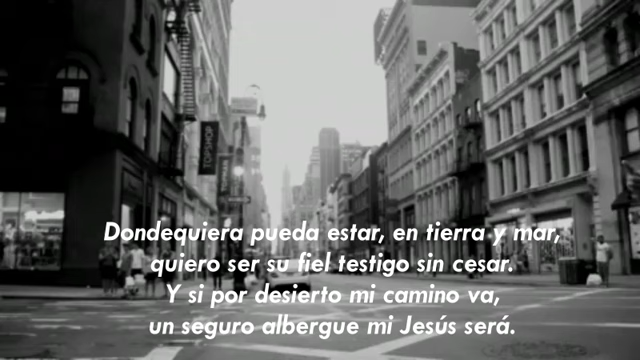 TOPSHOP
Dondequiera pueda estar, en tierra y mar,
quiero ser su fiel testigo sin cesar.
Y si por desierto mi camino va,
un seguro albergue mi Jesús será.